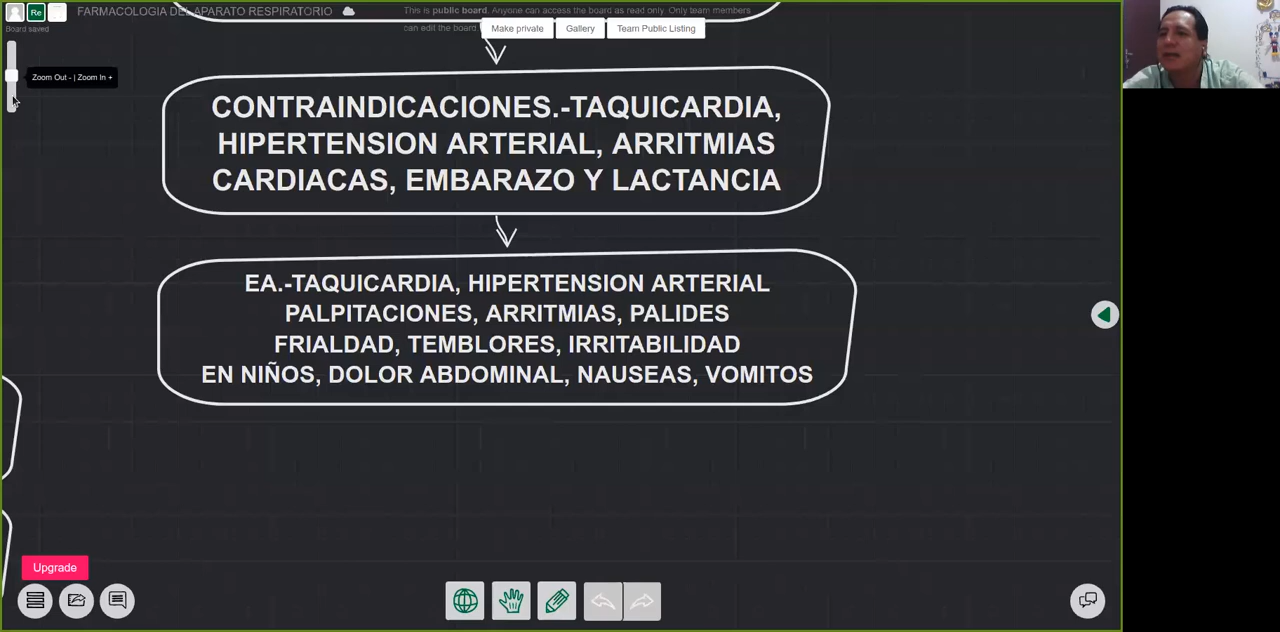 Re
FARMACOLOGIA DEL APARATO RESPIRATORIO
This is public board. Anyone can access the board as read only. Only team members
can edit the board
Make private
Gallery
Team Public Listing
Board saved
Zoom Out - | Zoom In +
CONTRAINDICACIONES.-TAQUICARDIA,
HIPERTENSION ARTERIAL, ARRITMIAS
CARDIACAS, EMBARAZO Y LACTANCIA
EA.-TAQUICARDIA, HIPERTENSION ARTERIAL
PALPITACIONES, ARRITMIAS, PALIDES
FRIALDAD, TEMBLORES, IRRITABILIDAD
EN NIÑOS, DOLOR ABDOMINAL, NAUSEAS, VOMITOS
Upgrade